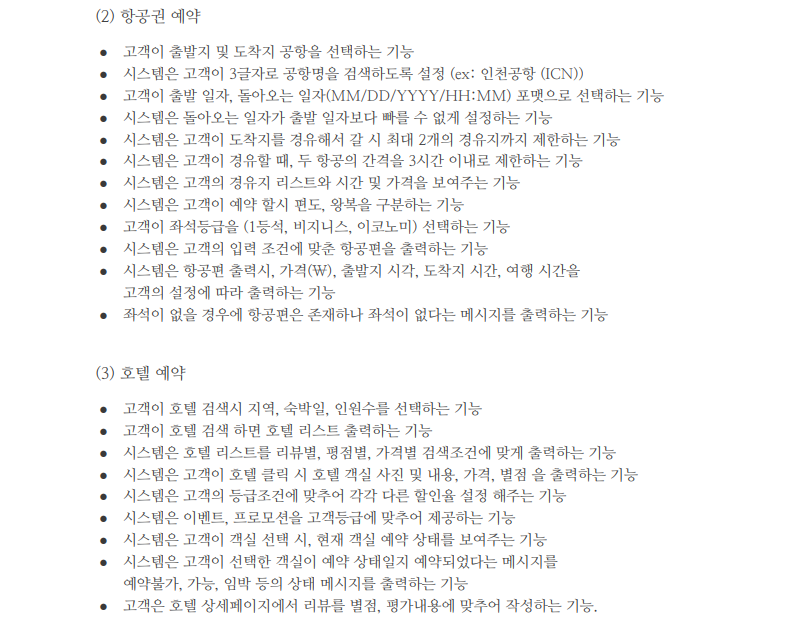 (2) 항공권 예약
● 고객이 출발지 및 도착지 공항을 선택하는 기능
● 시스템은 고객이 3글자로 공항명을 검색하도록 설정 (ex: 인천공항 (ICN))
● 고객이 출발 일자, 돌아오는 일자(MM/DD/YYYY/HH:MM) 포맷으로 선택하는 기능
● 시스템은 돌아오는 일자가 출발 일자보다 빠를 수 없게 설정하는 기능
● 시스템은 고객이 도착지를 경유해서 갈 시 최대 2개의 경유지까지 제한하는 기능
● 시스템은 고객이 경유할 때, 두 항공의 간격을 3시간 이내로 제한하는 기능
● 시스템은 고객의 경유지 리스트와 시간 및 가격을 보여주는 기능
● 시스템은 고객이 예약 할시 편도, 왕복을 구분하는 기능
● 고객이 좌석등급을 (1등석, 비지니스, 이코노미) 선택하는 기능
● 시스템은 고객의 입력 조건에 맞춘 항공편을 출력하는 기능
● 시스템은 항공편 출력시, 가격(₩), 출발지 시각, 도착지 시간, 여행 시간을
고객의 설정에 따라 출력하는 기능
● 좌석이 없을 경우에 항공편은 존재하나 좌석이 없다는 메시지를 출력하는 기능
(3) 호텔 예약
● 고객이 호텔 검색시 지역, 숙박일, 인원수를 선택하는 기능
● 고객이 호텔 검색 하면 호텔 리스트 출력하는 기능
● 시스템은 호텔 리스트를 리뷰별, 평점별, 가격별 검색조건에 맞게 출력하는 기능
● 시스템은 고객이 호텔 클릭 시 호텔 객실 사진 및 내용, 가격, 별점 을 출력하는 기능
● 시스템은 고객의 등급조건에 맞추어 각각 다른 할인율 설정 해주는 기능
● 시스템은 이벤트, 프로모션을 고객등급에 맞추어 제공하는 기능
● 시스템은 고객이 객실 선택 시, 현재 객실 예약 상태를 보여주는 기능
● 시스템은 고객이 선택한 객실이 예약 상태일지 예약되었다는 메시지를
예약불가, 가능, 임박 등의 상태 메시지를 출력하는 기능
● 고객은 호텔 상세페이지에서 리뷰를 별점, 평가내용에 맞추어 작성하는 기능.